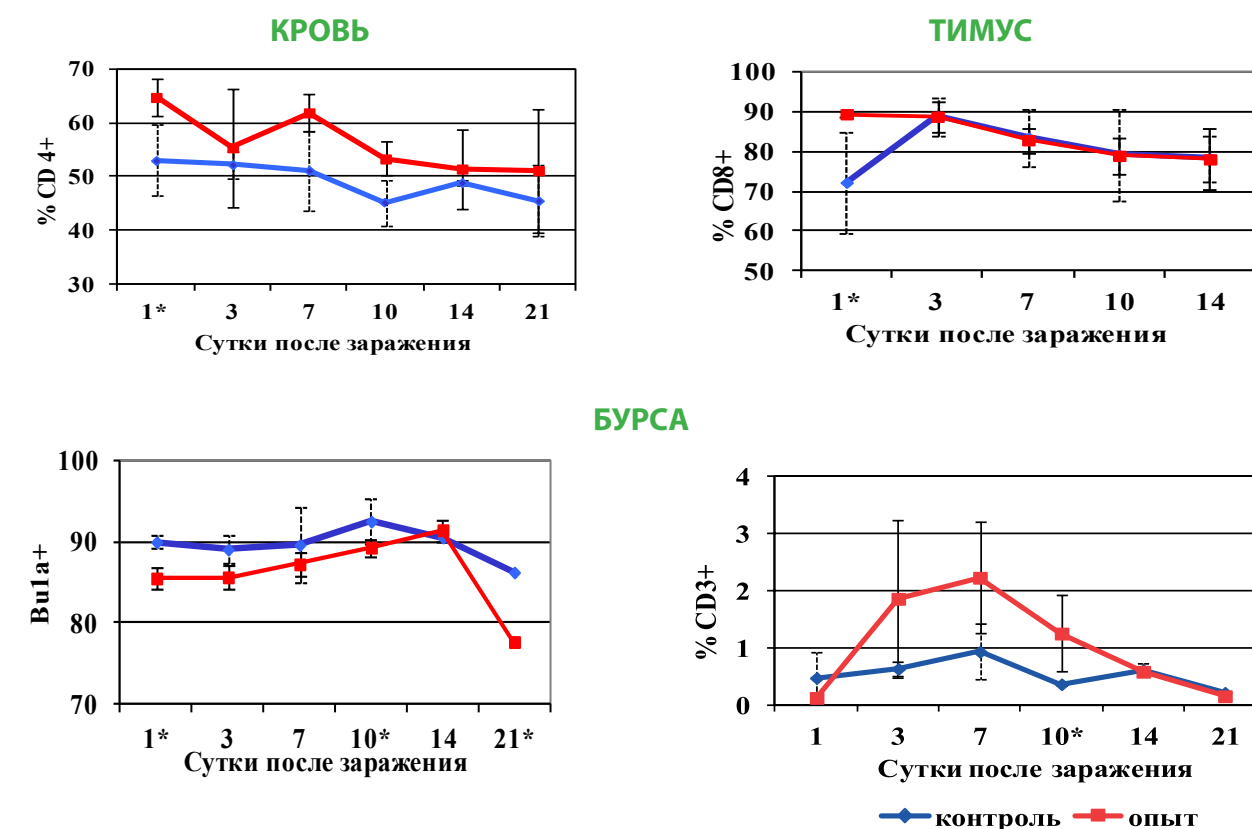 КРОВЬ
% CD 4+
70
60
50
40
30
1* 3 7 10 14 21
Сутки после заражения
ТИМУС
% CD8+
100
90
80
70
60
50
1* 3 7 10 14
Сутки после заражения
БУРСА
Bu1a+
100
90
80
70
1* 3 7 10* 14 21*
Сутки после заражения
% CD3+
4
3
2
1
0
1 3 7 10* 14 21
Сутки после заражения
контроль опыт